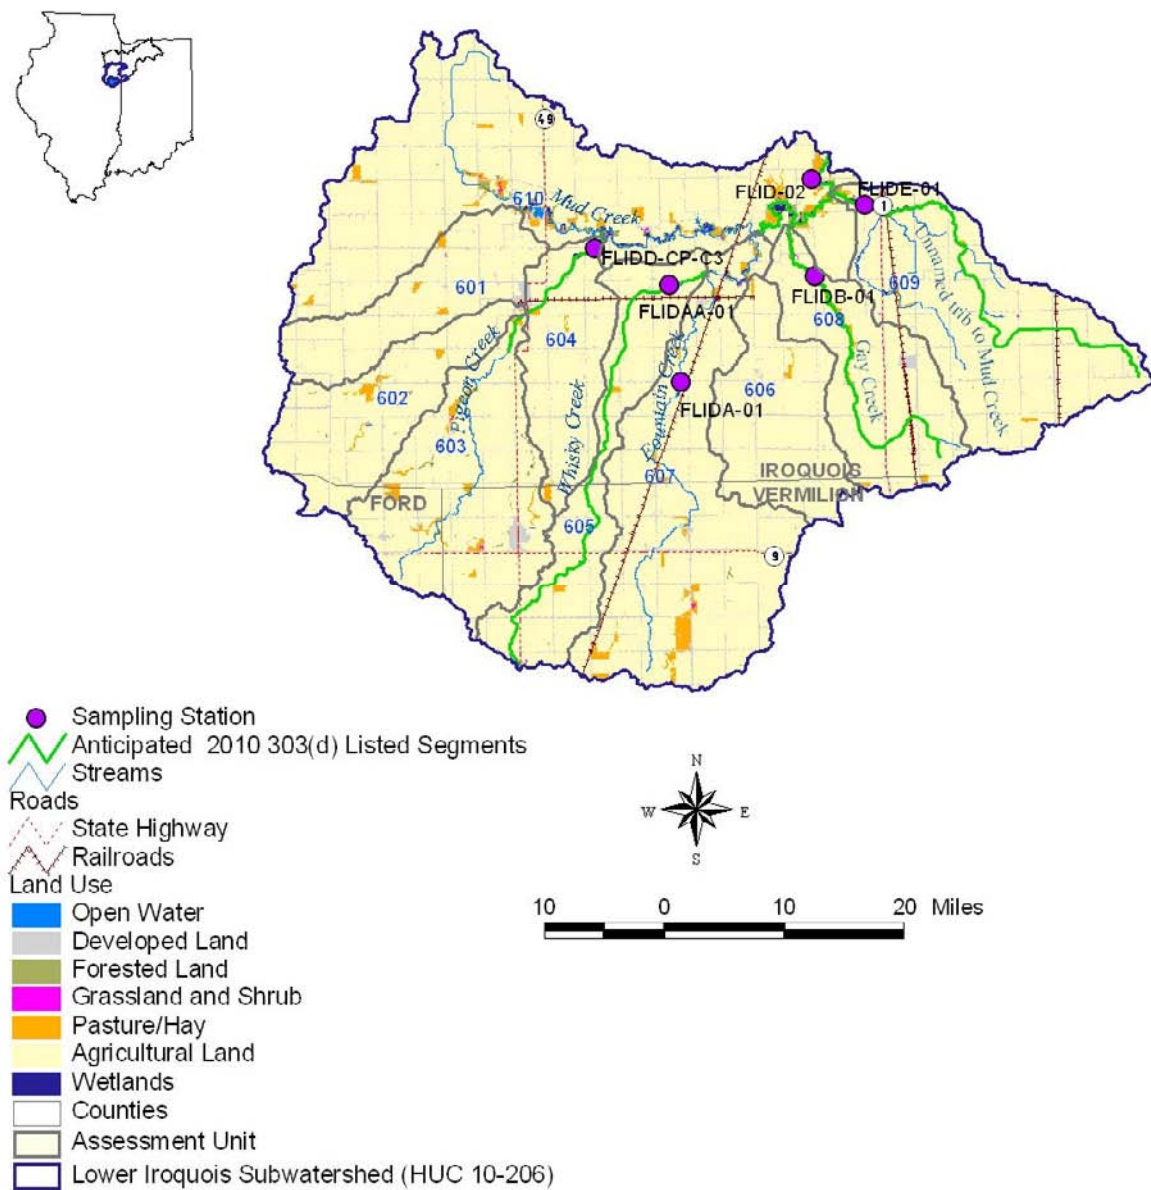 49
FLID-02
FLIDE-01
1
610
Mud Creek
FLIDD-CP-C3
601
FLIDAA-01
FLIDB-01
609
Unnamed trib to Mud Creek
604
608
Gay Creek
602
Pigeon Creek
603
Whisky Creek
Fountain Creek
FLIDA-01
606
607
IROQUOIS
VERMILION
FORD
605
9
Sampling Station
Anticipated 2010 303(d) Listed Segments
Streams
Roads
State Highway
Railroads
Land Use
Open Water
Developed Land
Forested Land
Grassland and Shrub
Pasture/Hay
Agricultural Land
Wetlands
Counties
Assessment Unit
Lower Iroquois Subwatershed (HUC 10-206)
N
W E
S
10 0 10 20 Miles